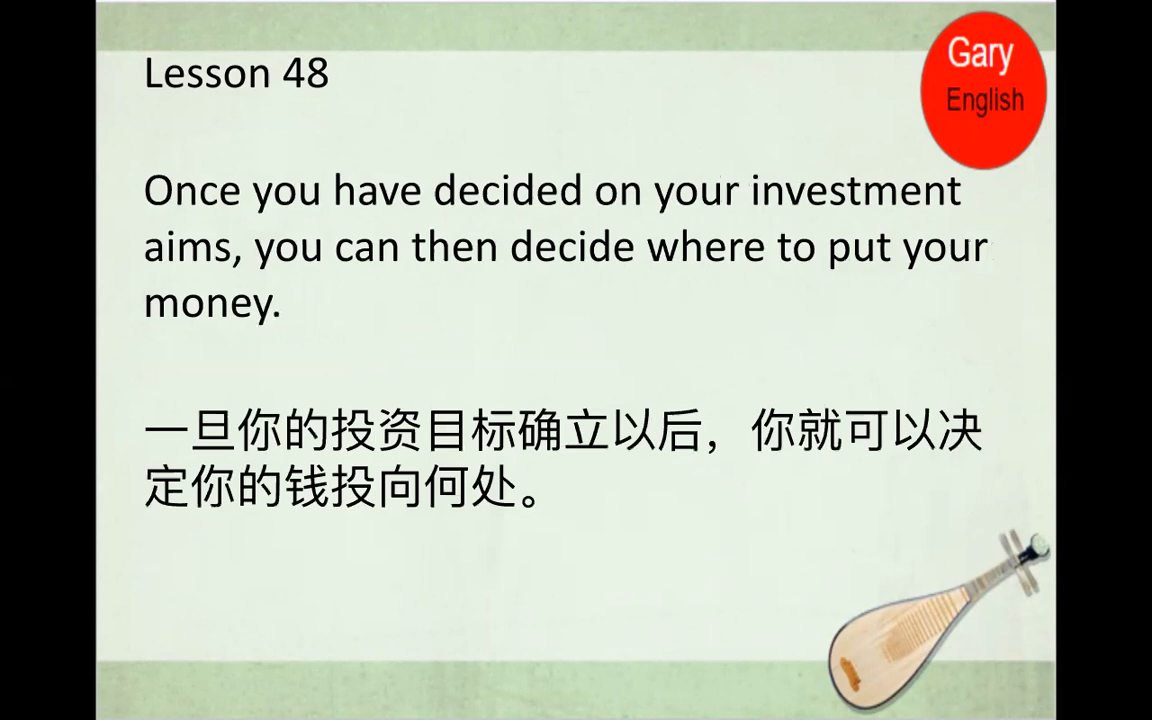 Lesson 48
Gary
English
Once you have decided on your investment
aims, you can then decide where to put your
money.
一旦你的投资目标确立以后，你就可以决
定你的钱投向何处。